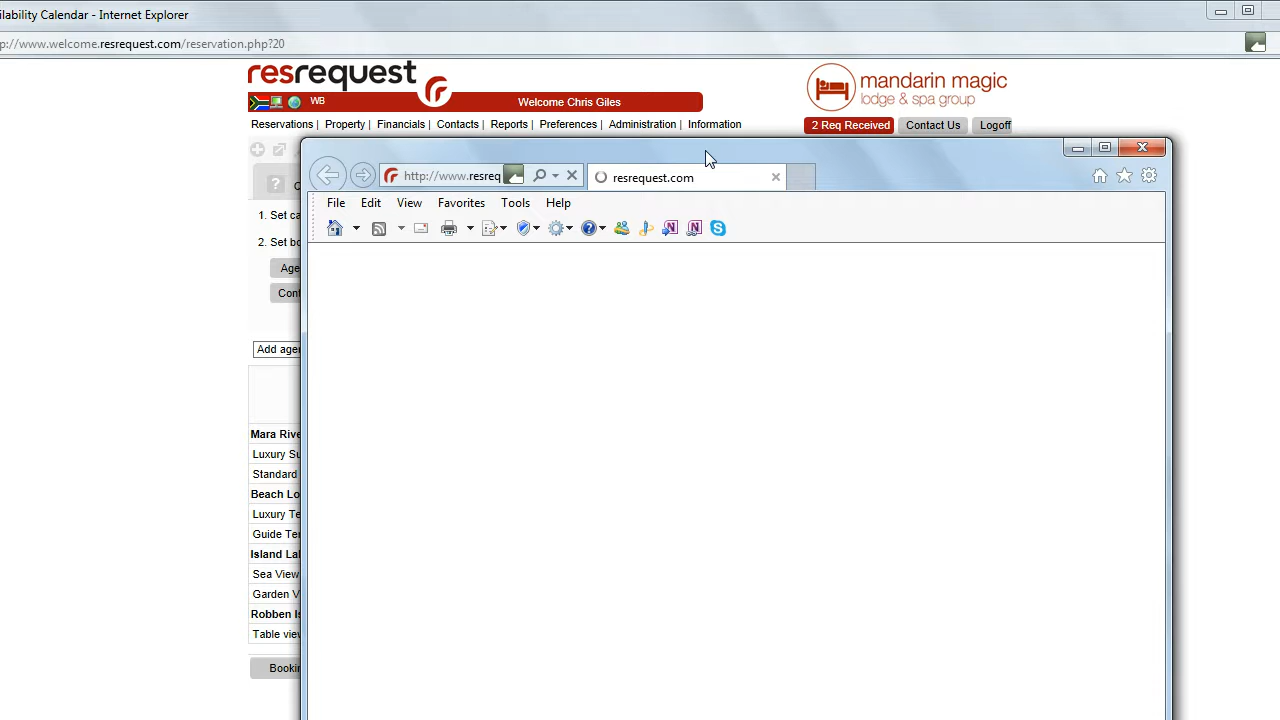 ilability Calendar - Internet Explorer
p://www.welcome.resrequest.com/reservation.php?20
resrequest
mandarin magic
lodge & spa group
WB
Welcome Chris Giles
2 Req Received
Contact Us
Logoff
Reservations | Property | Financials | Contacts | Reports | Preferences | Administration | Information
http://www.resreq
resrequest.com
File Edit View Favorites Tools Help
1. Set ca
2. Set bo
Age
Cont
Add age
Mara Rive
Luxury Su
Standard
Beach Lo
Luxury Te
Guide Ten
Island La
Sea View
Garden V
Robben Is
Table view
Bookin